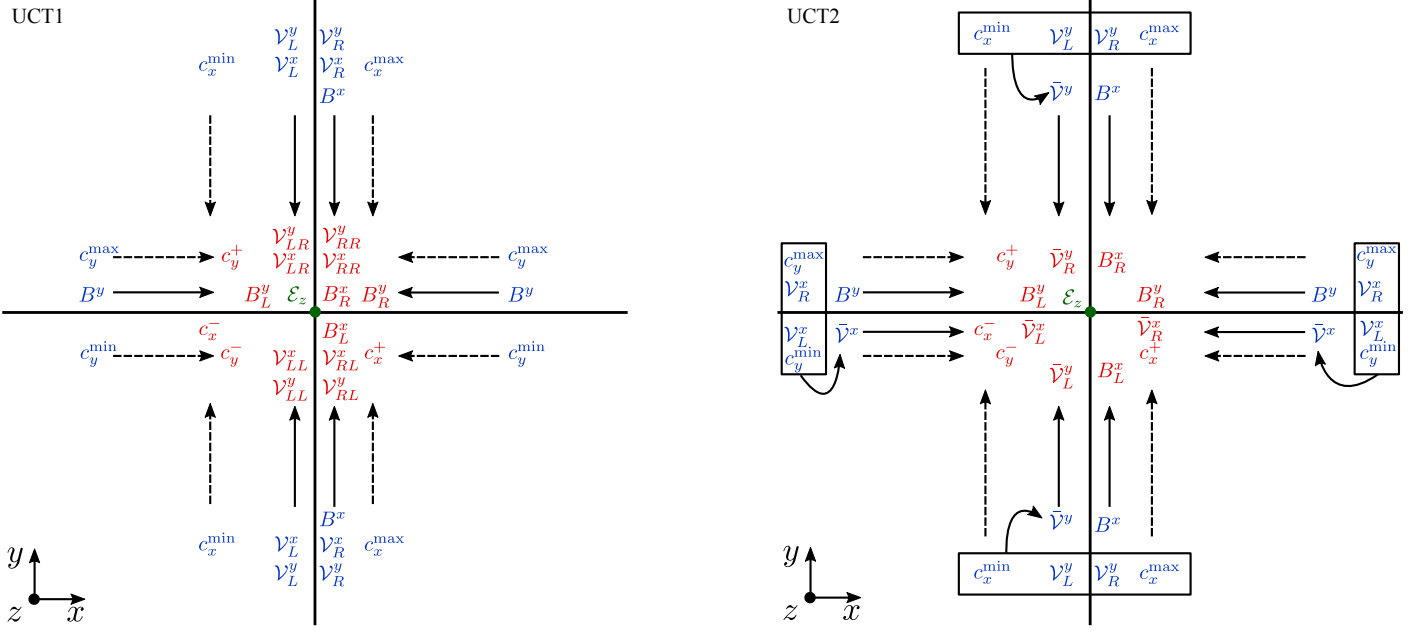 UCT1
𝒱_L^y 𝒱_R^y
c_x^min 𝒱_L^x 𝒱_R^x c_x^max
B^x
𝒱_LR^y 𝒱_RR^y
c_y^max c_y^+ 𝒱_LR^x 𝒱_RR^x c_y^max
B^y B_L^y ℰ_z B_R^x B_R^y B^y
c_x^- B_L^x
c_y^min c_y^- 𝒱_LL^x 𝒱_RL^x c_x^+ c_y^min
𝒱_LL^y 𝒱_RL^y
B^x
c_x^min 𝒱_L^x 𝒱_R^x c_x^max
𝒱_L^y 𝒱_R^y
y
z x
UCT2
c_x^min 𝒱_L^y 𝒱_R^y c_x^max
𝒱̄^y B^x
c_y^max c_y^+ 𝒱̄_R^y B_R^x c_y^max
𝒱_R^x B^y B_L^y ℰ_z B_R^y B^y 𝒱_R^x
𝒱_L^x 𝒱̄^x c_x^- 𝒱̄_L^x 𝒱̄_R^x 𝒱̄^x 𝒱_L^x
c_y^min c_y^- c_x^+ c_y^min
𝒱̄_L^y B_L^x
𝒱̄^y B^x
c_x^min 𝒱_L^y 𝒱_R^y c_x^max
y
z x